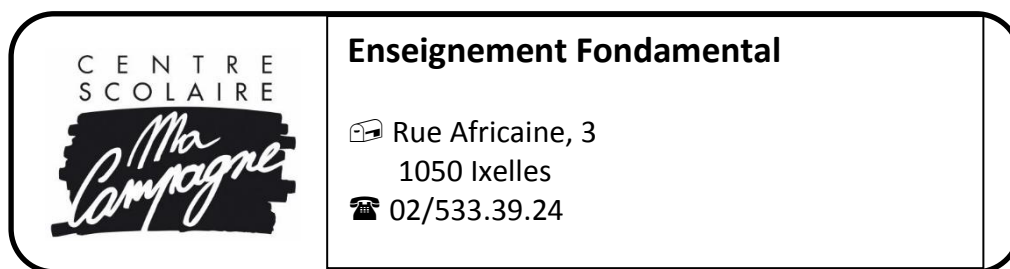 CENTRE
SCOLAIRE
Ma
Campagne
Enseignement Fondamental
Rue Africaine, 3
1050 Ixelles
02/533.39.24